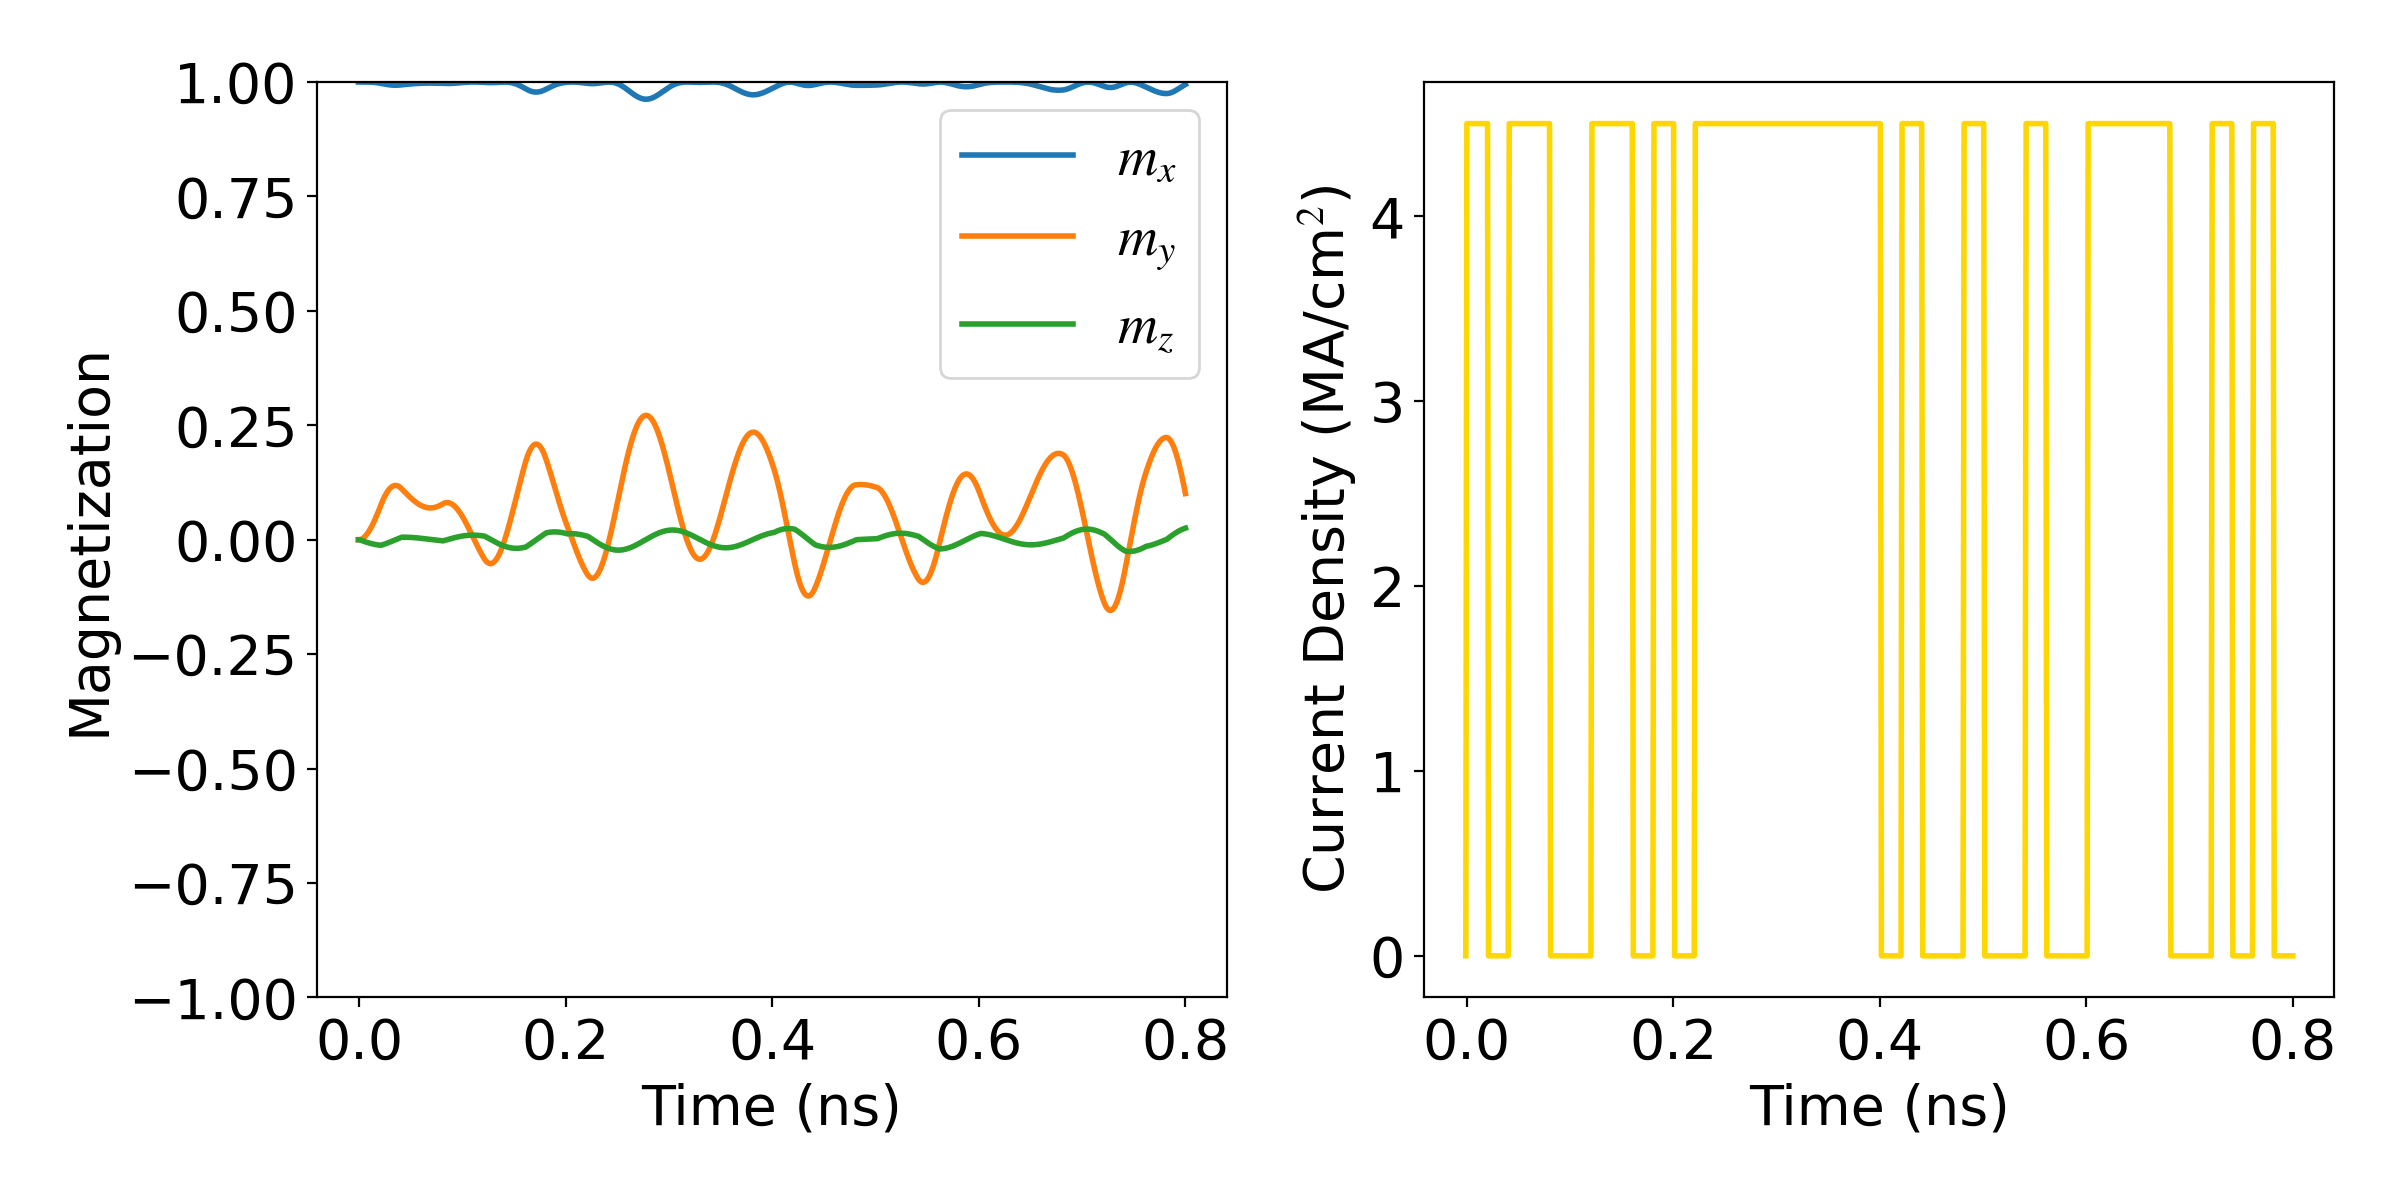 1.00
0.75
0.50
0.25
0.00
−0.25
−0.50
−0.75
−1.00
Magnetization
0.0 0.2 0.4 0.6 0.8
Time (ns)
m_x
m_y
m_z
4
3
2
1
0
Current Density (MA/cm²)
0.0 0.2 0.4 0.6 0.8
Time (ns)